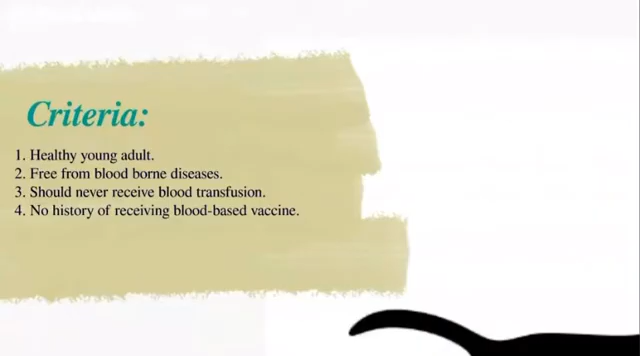 Criteria:
1. Healthy young adult.
2. Free from blood borne diseases.
3. Should never receive blood transfusion.
4. No history of receiving blood-based vaccine.